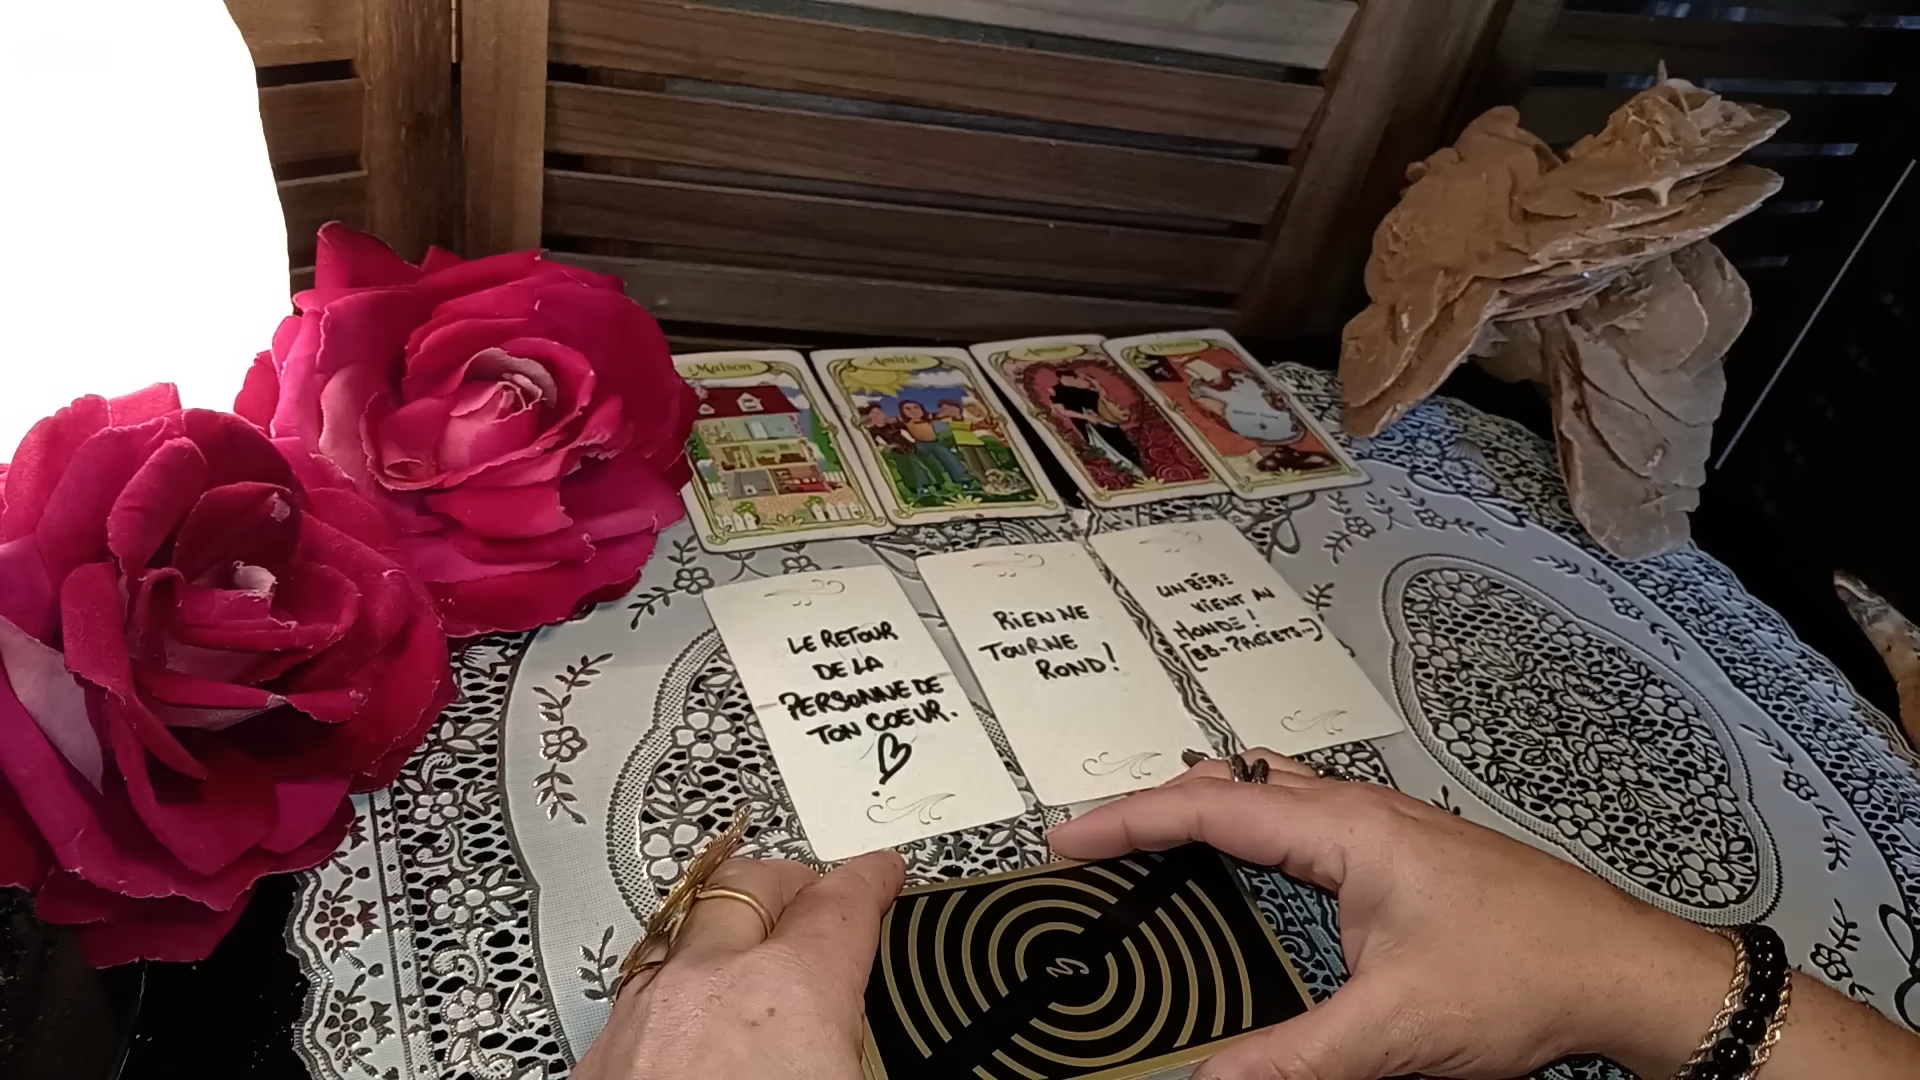 Maison
Amitié
Amour
LE RETOUR
DE LA
PERSONNE DE
TON COEUR.
RIEN NE
TOURNE
ROND!
UN BÉBÉ
VIENT AU
MONDE!
[BB-PROJETS...)